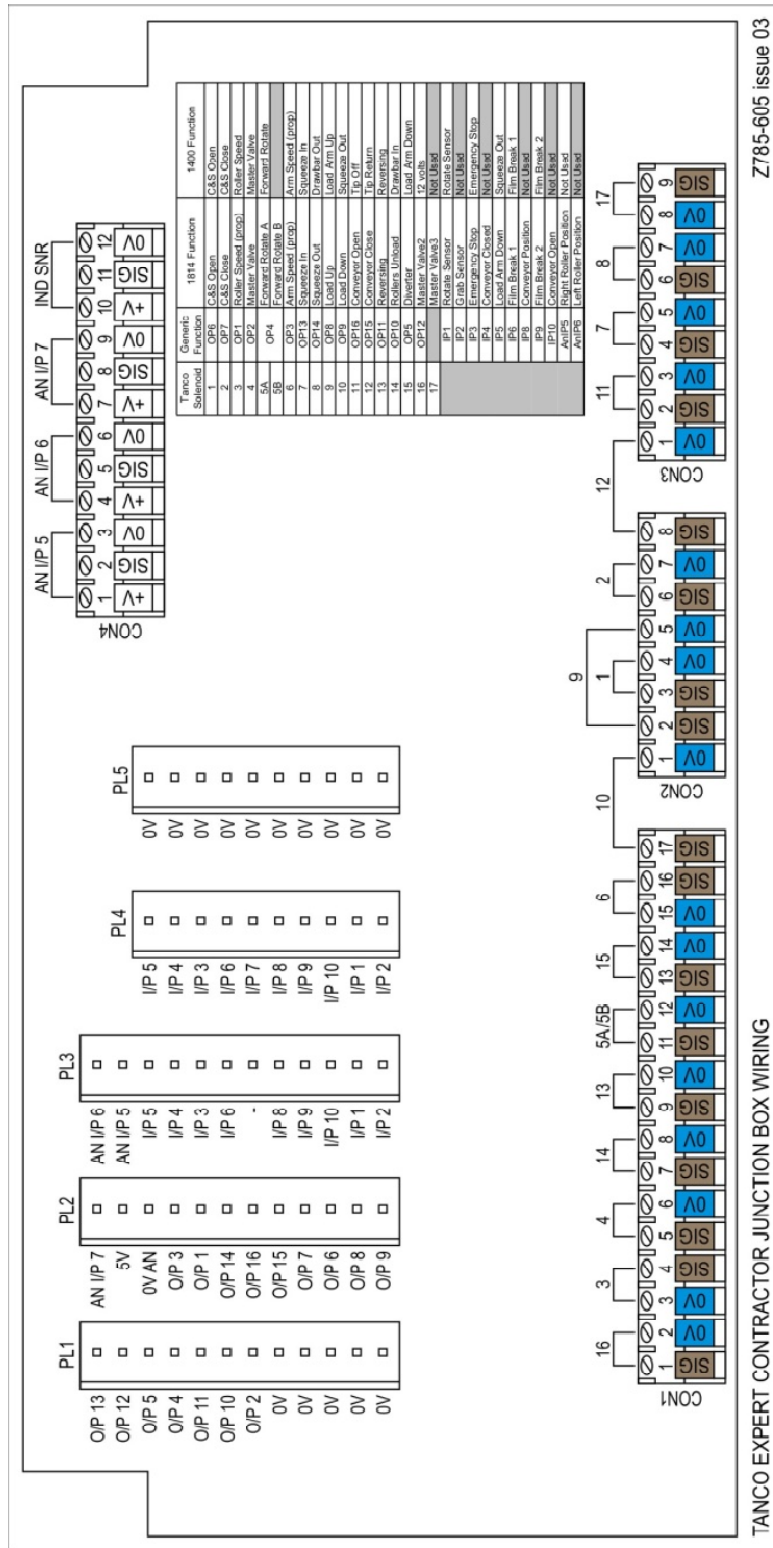 PL1
O/P 13
O/P 12
O/P 5
O/P 4
O/P 11
O/P 10
O/P 2
0V
0V
0V
0V
0V
PL2
AN I/P 7
5V
0V AN
O/P 3
O/P 1
O/P 14
O/P 16
O/P 15
O/P 7
O/P 6
O/P 8
O/P 9
PL3
AN I/P 6
AN I/P 5
I/P 5
I/P 4
I/P 3
I/P 6
-
I/P 8
I/P 9
I/P 10
I/P 1
I/P 2
PL4
I/P 5
I/P 4
I/P 3
I/P 6
I/P 7
I/P 8
I/P 9
I/P 10
I/P 1
I/P 2
PL5
0V
0V
0V
0V
0V
0V
0V
0V
0V
0V
AN I/P 5 AN I/P 6 AN I/P 7 IND SNR
1 2 3 4 5 6 7 8 9 10 11 12
+V SIG 0V +V SIG 0V +V SIG 0V +V SIG 0V
CON4
Tanco Solenoid Generic Function 1814 Function 1400 Function
1 OP6 C&S Open C&S Open
2 OP7 C&S Close C&S Close
3 OP1 Roller Speed (prop) Roller Speed
4 OP2 Master Valve Master Valve
5A OP4 Forward Rotate A Forward Rotate
5B Forward Rotate B
6 OP3 Arm Speed (prop) Arm Speed (prop)
7 OP13 Squeeze In Squeeze In
8 OP14 Squeeze Out Drawbar Out
9 OP8 Load Up Load Arm Up
10 OP9 Load Down Squeeze Out
11 OP16 Conveyor Open Tip Off
12 OP15 Conveyor Close Tip Return
13 OP11 Reversing Reversing
14 OP10 Rollers Unload Drawbar In
15 OP5 Diverter Load Arm Down
16 OP12 Master Valve2 12 volts
17 Master Valve3 Not Used
IP1 Rotate Sensor Rotate Sensor
IP2 Grab Sensor Not Used
IP3 Emergency Stop Emergency Stop
IP4 Conveyor Closed Not Used
IP5 Load Arm Down Squeeze Out
IP6 Film Break 1 Film Break 1
IP8 Conveyor Position Not Used
IP9 Film Break 2 Film Break 2
IP10 Conveyor Open Not Used
AnIP5 Right Roller Position Not Used
AnIP6 Left Roller Position Not Used
16 3 4 14 13 5A/5B 15 6 10
1 2 3 4 5 6 7 8 9 10 11 12 13 14 15 16 17
SIG 0V 0V SIG SIG 0V SIG 0V SIG 0V SIG 0V SIG 0V 0V SIG SIG
CON1
9
1 2 12
1 2 3 4 5 6 7 8
0V SIG SIG 0V 0V SIG 0V SIG
CON2
11 7 8 17
1 2 3 4 5 6 7 8 9
0V SIG 0V SIG 0V SIG 0V 0V SIG
CON3
TANCO EXPERT CONTRACTOR JUNCTION BOX WIRING
Z785-605 issue 03